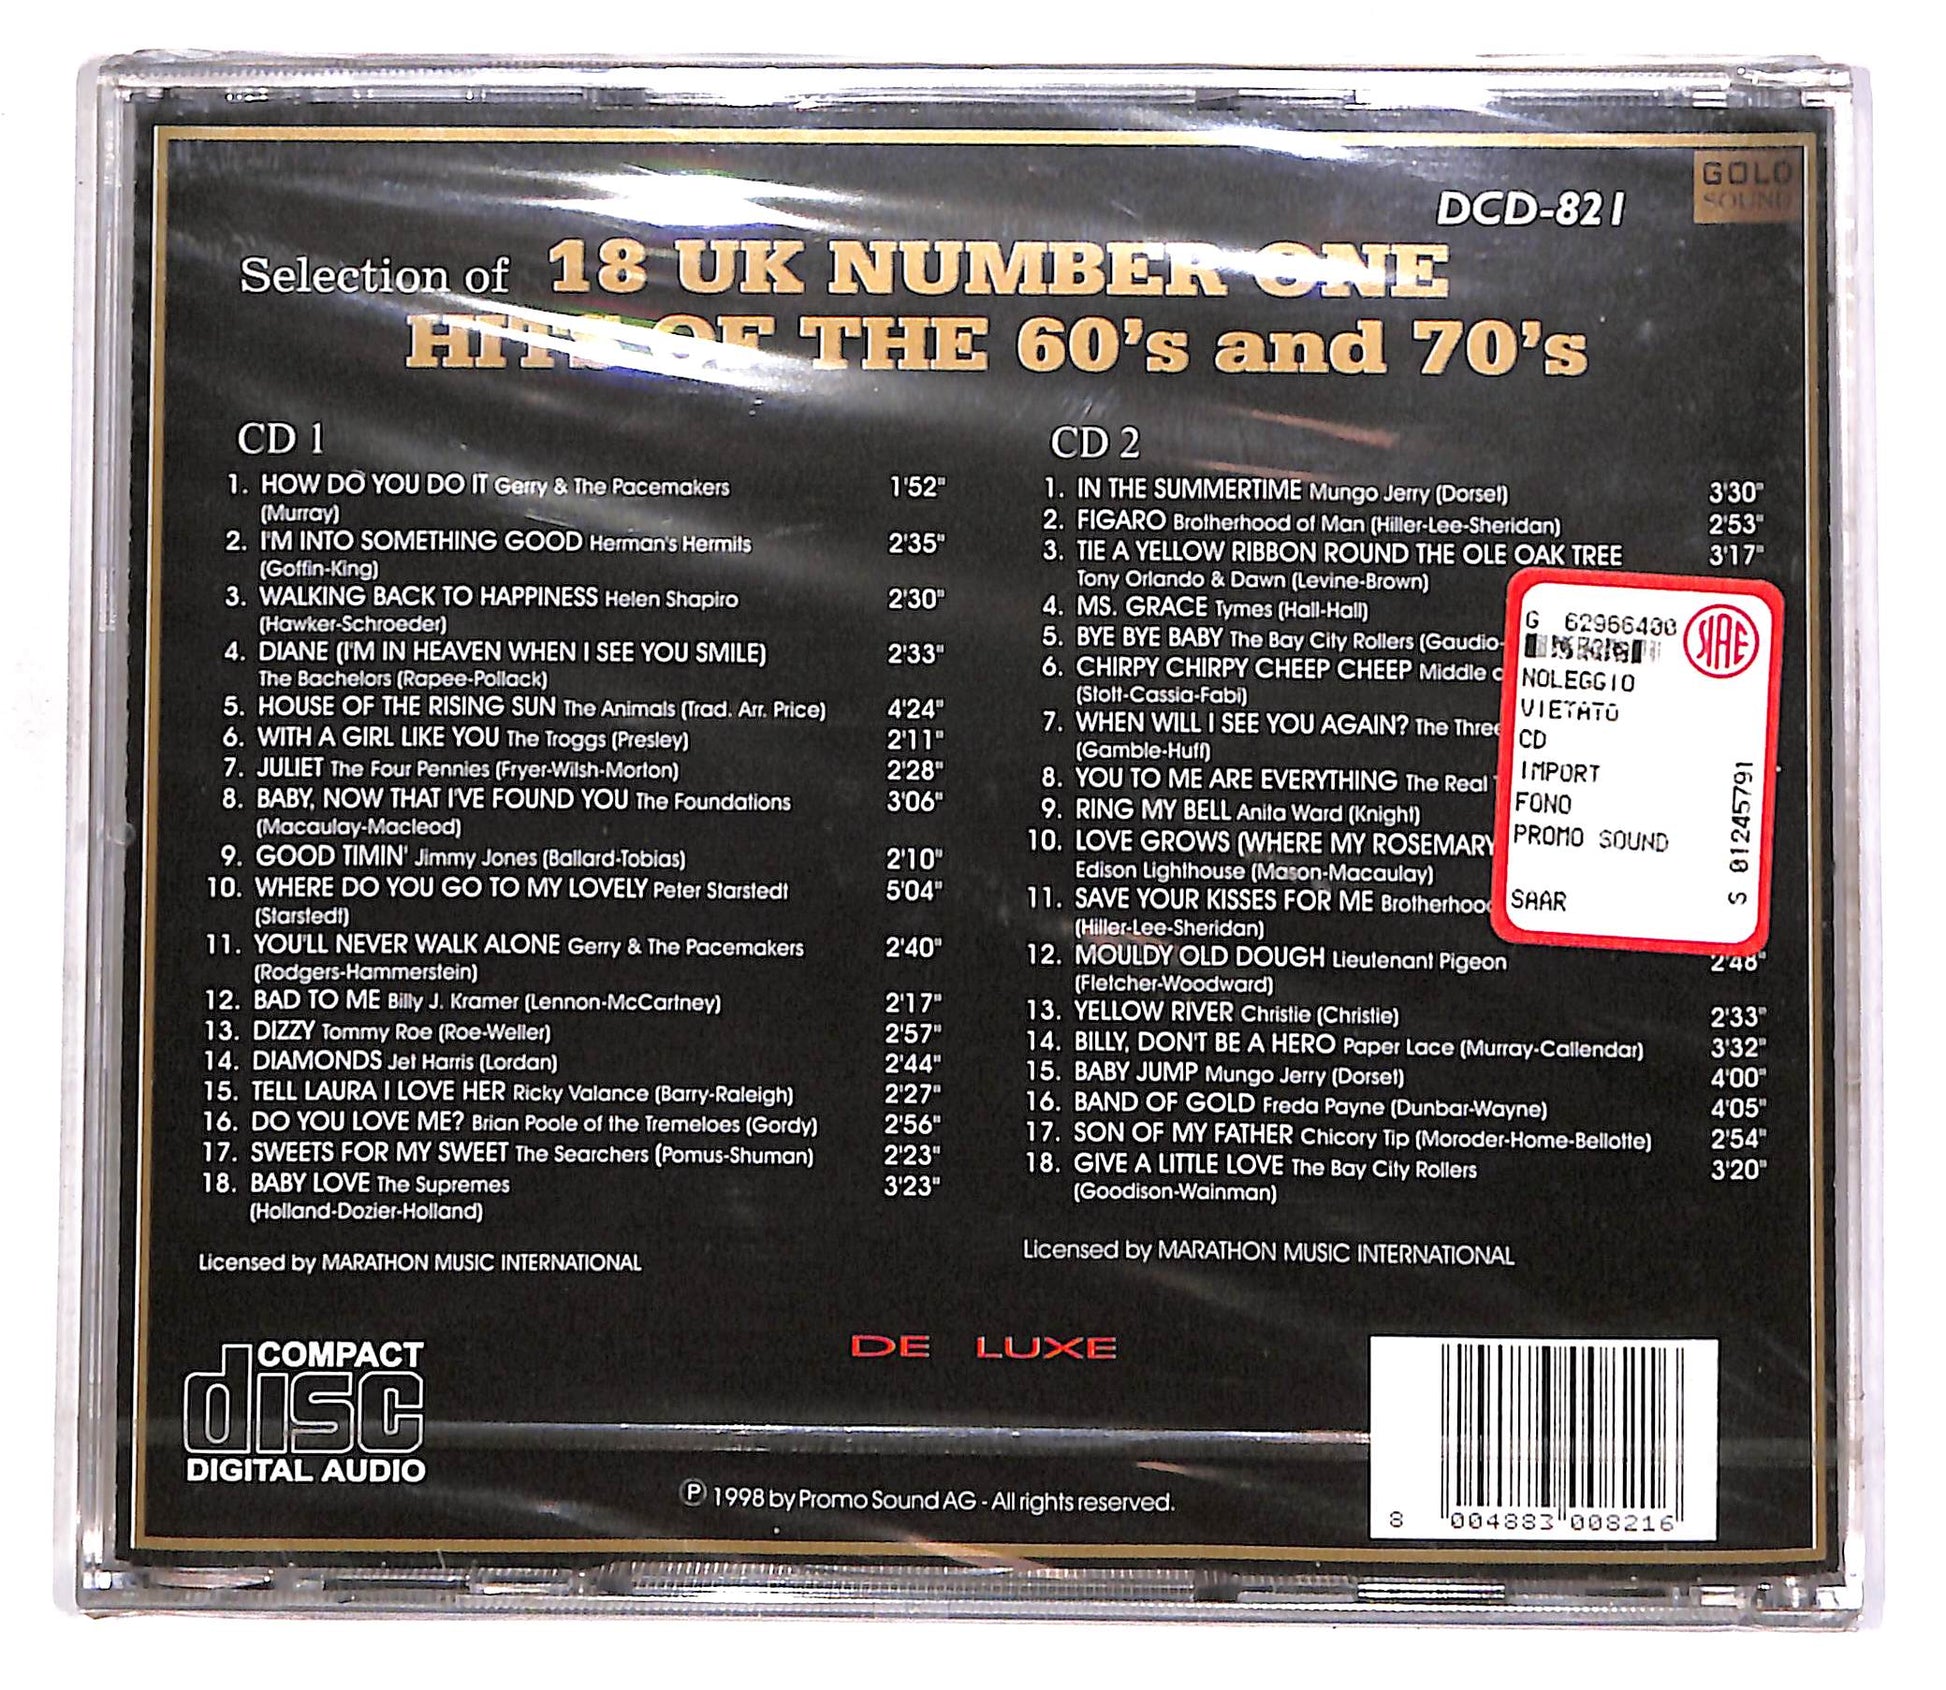 GOLD
SOUND
DCD-821
Selection of 18 UK NUMBER ONE
HITS OF THE 60's and 70's
CD 1
1. HOW DO YOU DO IT Gerry & The Pacemakers 1'52"
(Murray)
2. I'M INTO SOMETHING GOOD Herman's Hermits 2'35"
(Goffin-King)
3. WALKING BACK TO HAPPINESS Helen Shapiro 2'30"
(Hawker-Schroeder)
4. DIANE (I'M IN HEAVEN WHEN I SEE YOU SMILE) 2'33"
The Bachelors (Rapee-Pollack)
5. HOUSE OF THE RISING SUN The Animals (Trad. Arr. Price) 4'24"
6. WITH A GIRL LIKE YOU The Troggs (Presley) 2'11"
7. JULIET The Four Pennies (Fryer-Wilsh-Morton) 2'28"
8. BABY, NOW THAT I'VE FOUND YOU The Foundations 3'06"
(Macaulay-Macleod)
9. GOOD TIMIN' Jimmy Jones (Ballard-Tobias) 2'10"
10. WHERE DO YOU GO TO MY LOVELY Peter Starstedt 5'04"
(Starstedt)
11. YOU'LL NEVER WALK ALONE Gerry & The Pacemakers 2'40"
(Rodgers-Hammerstein)
12. BAD TO ME Billy J. Kramer (Lennon-McCartney) 2'17"
13. DIZZY Tommy Roe (Roe-Weller) 2'57"
14. DIAMONDS Jet Harris (Lordan) 2'44"
15. TELL LAURA I LOVE HER Ricky Valance (Barry-Raleigh) 2'27"
16. DO YOU LOVE ME? Brian Poole of the Tremeloes (Gordy) 2'56"
17. SWEETS FOR MY SWEET The Searchers (Pomus-Shuman) 2'23"
18. BABY LOVE The Supremes 3'23"
(Holland-Dozier-Holland)
Licensed by MARATHON MUSIC INTERNATIONAL
CD 2
1. IN THE SUMMERTIME Mungo Jerry (Dorset) 3'30"
2. FIGARO Brotherhood of Man (Hiller-Lee-Sheridan) 2'53"
3. TIE A YELLOW RIBBON ROUND THE OLE OAK TREE 3'17"
Tony Orlando & Dawn (Levine-Brown)
4. MS. GRACE Tymes (Hall-Hall)
5. BYE BYE BABY The Bay City Rollers (Gaudio-
6. CHIRPY CHIRPY CHEEP CHEEP Middle
(Stott-Cassia-Fabi)
7. WHEN WILL I SEE YOU AGAIN? The Three
(Gamble-Huff)
8. YOU TO ME ARE EVERYTHING The Real
9. RING MY BELL Anita Ward (Knight)
10. LOVE GROWS (WHERE MY ROSEMARY
Edison Lighthouse (Mason-Macaulay)
11. SAVE YOUR KISSES FOR ME Brotherhood
(Hiller-Lee-Sheridan)
12. MOULDY OLD DOUGH Lieutenant Pigeon 2'48"
(Fletcher-Woodward)
13. YELLOW RIVER Christie (Christie) 2'33"
14. BILLY, DON'T BE A HERO Paper Lace (Murray-Callendar) 3'32"
15. BABY JUMP Mungo Jerry (Dorset) 4'00"
16. BAND OF GOLD Freda Payne (Dunbar-Wayne) 4'05"
17. SON OF MY FATHER Chicory Tip (Moroder-Home-Bellotte) 2'54"
18. GIVE A LITTLE LOVE The Bay City Rollers 3'20"
(Goodison-Wainman)
Licensed by MARATHON MUSIC INTERNATIONAL
G 62966400
SIAE
NOLEGGIO
VIETATO
CD
IMPORT
FONO
PROMO SOUND
SAAR
S 01245791
COMPACT
disc
DIGITAL AUDIO
DE LUXE
℗ 1998 by Promo Sound AG - All rights reserved.
8 004883 008216